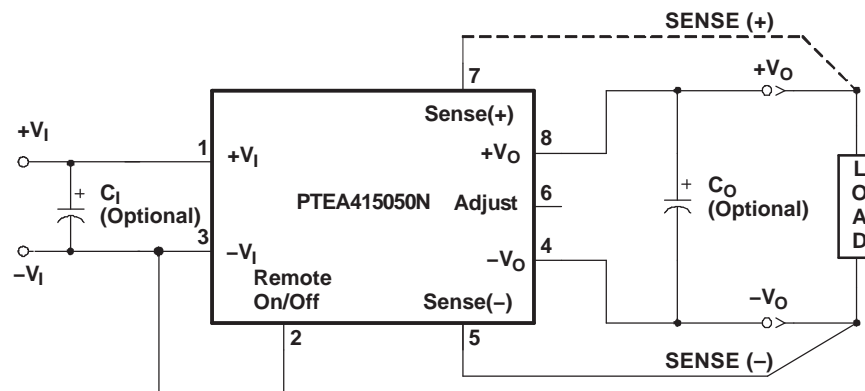 SENSE (+)
7
+VO
Sense(+)
8
+VI
1
+VI
+VO
L
O
A
D
+
CI
(Optional)
PTEA415050N
Adjust
6
+
CO
(Optional)
3
4
–VI
–VI
–VO
Remote
On/Off
Sense(–)
–VO
2
5
SENSE (–)